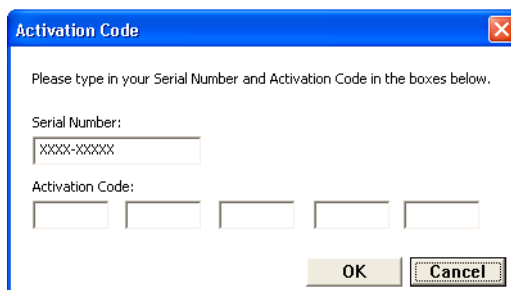 Activation Code
Please type in your Serial Number and Activation Code in the boxes below.
Serial Number:
XXXX-XXXXX
Activation Code:
OK Cancel